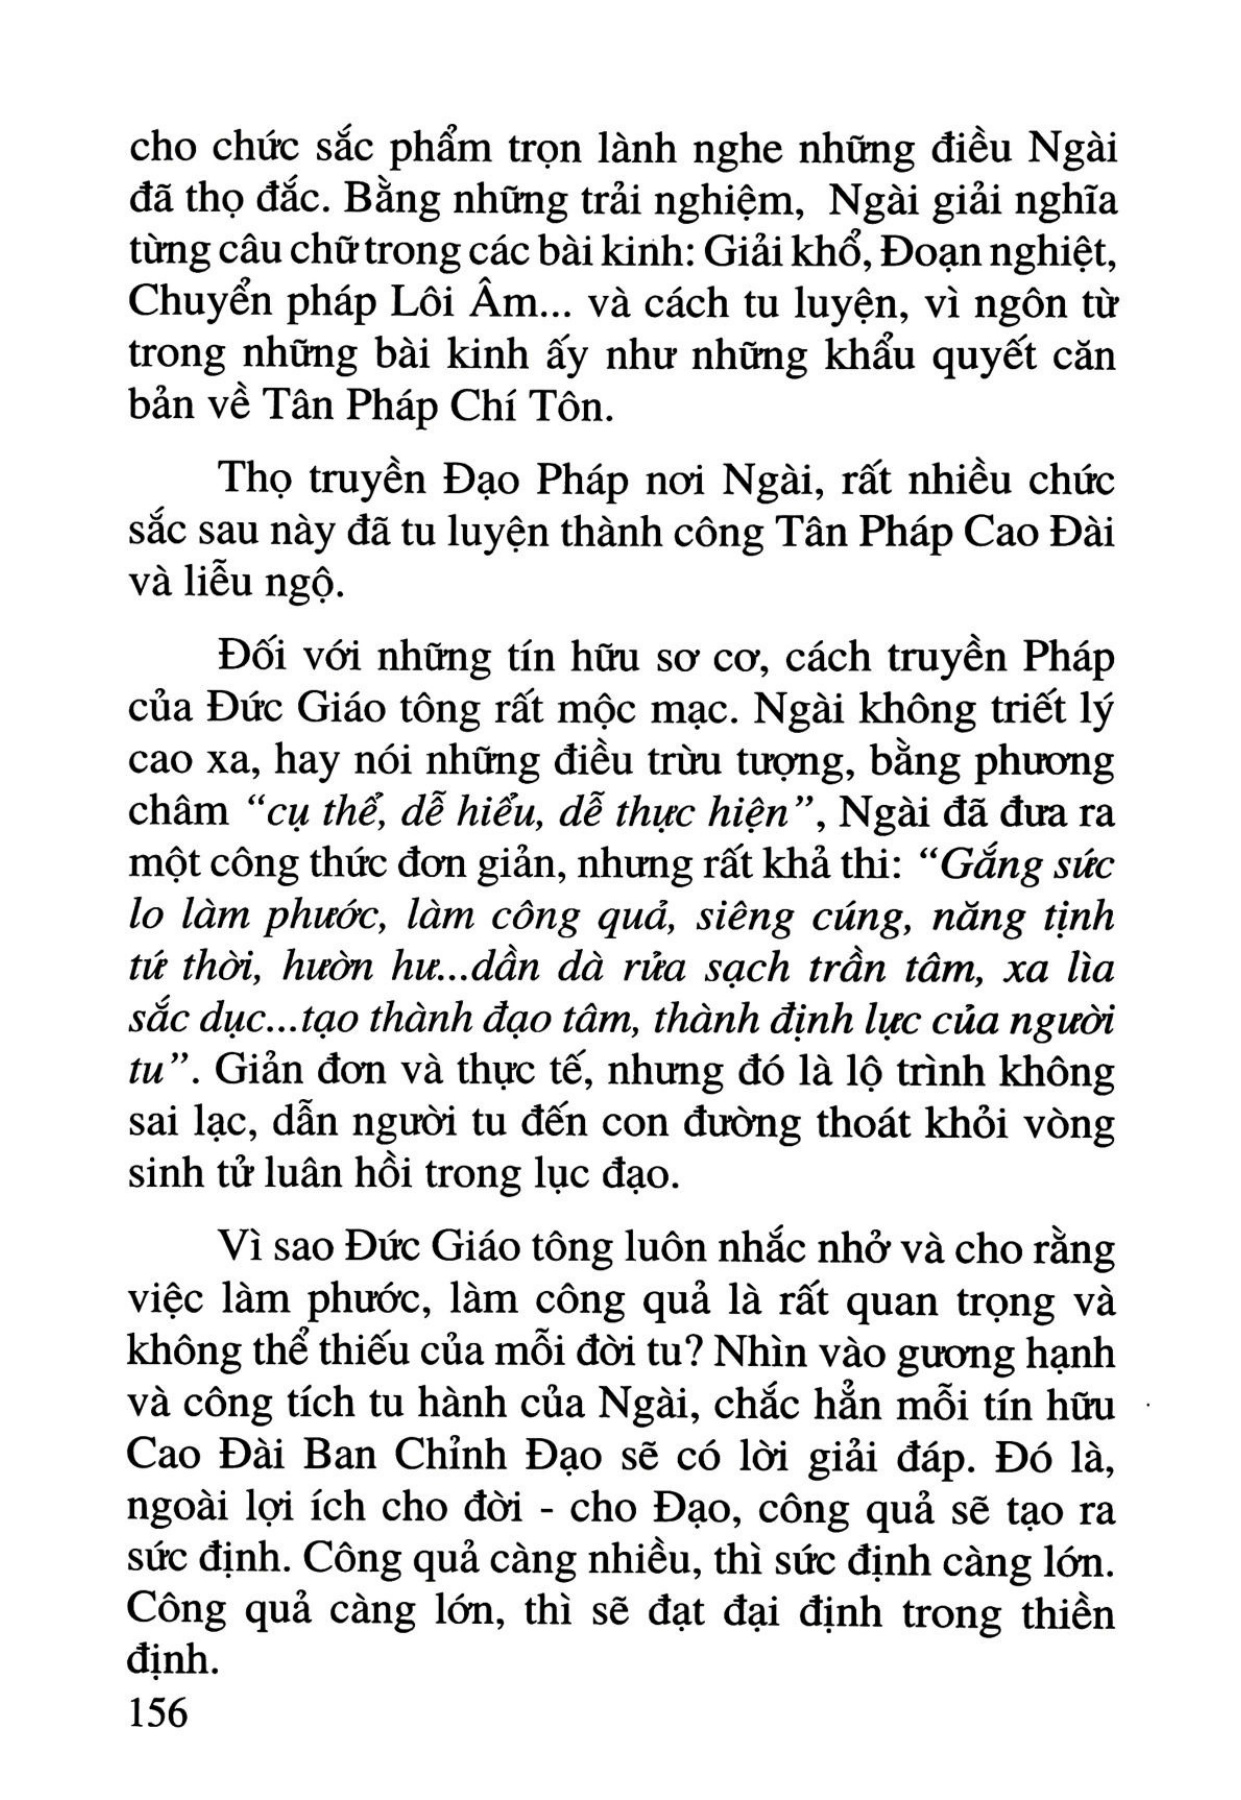 cho chức sắc phẩm trọn lành nghe những điều Ngài
đã thọ đắc. Bằng những trải nghiệm, Ngài giải nghĩa
từng câu chữ trong các bài kinh: Giải khổ, Đoạn nghiệt,
Chuyển pháp Lôi Âm... và cách tu luyện, vì ngôn từ
trong những bài kinh ấy như những khẩu quyết căn
bản về Tân Pháp Chí Tôn.
Thọ truyền Đạo Pháp nơi Ngài, rất nhiều chức
sắc sau này đã tu luyện thành công Tân Pháp Cao Đài
và liễu ngộ.
Đối với những tín hữu sơ cơ, cách truyền Pháp
của Đức Giáo tông rất mộc mạc. Ngài không triết lý
cao xa, hay nói những điều trừu tượng, bằng phương
châm “cụ thể, dễ hiểu, dễ thực hiện”, Ngài đã đưa ra
một công thức đơn giản, nhưng rất khả thi: “Gắng sức
lo làm phước, làm công quả, siêng cúng, năng tịnh
tứ thời, hườn hư...dần dà rửa sạch trần tâm, xa lìa
sắc dục...tạo thành đạo tâm, thành định lực của người
tu”. Giản đơn và thực tế, nhưng đó là lộ trình không
sai lạc, dẫn người tu đến con đường thoát khỏi vòng
sinh tử luân hồi trong lục đạo.
Vì sao Đức Giáo tông luôn nhắc nhở và cho rằng
việc làm phước, làm công quả là rất quan trọng và
không thể thiếu của mỗi đời tu? Nhìn vào gương hạnh
và công tích tu hành của Ngài, chắc hẳn mỗi tín hữu
Cao Đài Ban Chỉnh Đạo sẽ có lời giải đáp. Đó là,
ngoài lợi ích cho đời - cho Đạo, công quả sẽ tạo ra
sức định. Công quả càng nhiều, thì sức định càng lớn.
Công quả càng lớn, thì sẽ đạt đại định trong thiền
định.
156